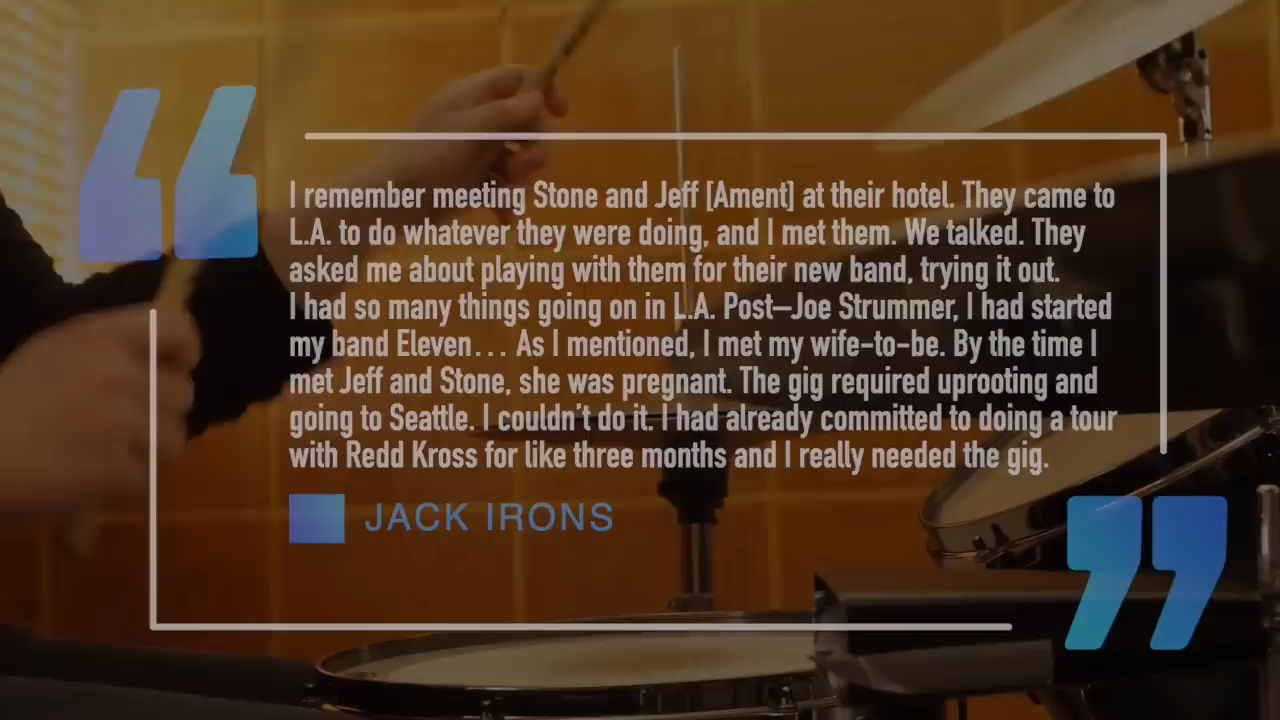 I remember meeting Stone and Jeff [Ament] at their hotel. They came to
L.A. to do whatever they were doing, and I met them. We talked. They
asked me about playing with them for their new band, trying it out.
I had so many things going on in L.A. Post–Joe Strummer, I had started
my band Eleven... As I mentioned, I met my wife-to-be. By the time I
met Jeff and Stone, she was pregnant. The gig required uprooting and
going to Seattle. I couldn't do it. I had already committed to doing a tour
with Redd Kross for like three months and I really needed the gig.
JACK IRONS